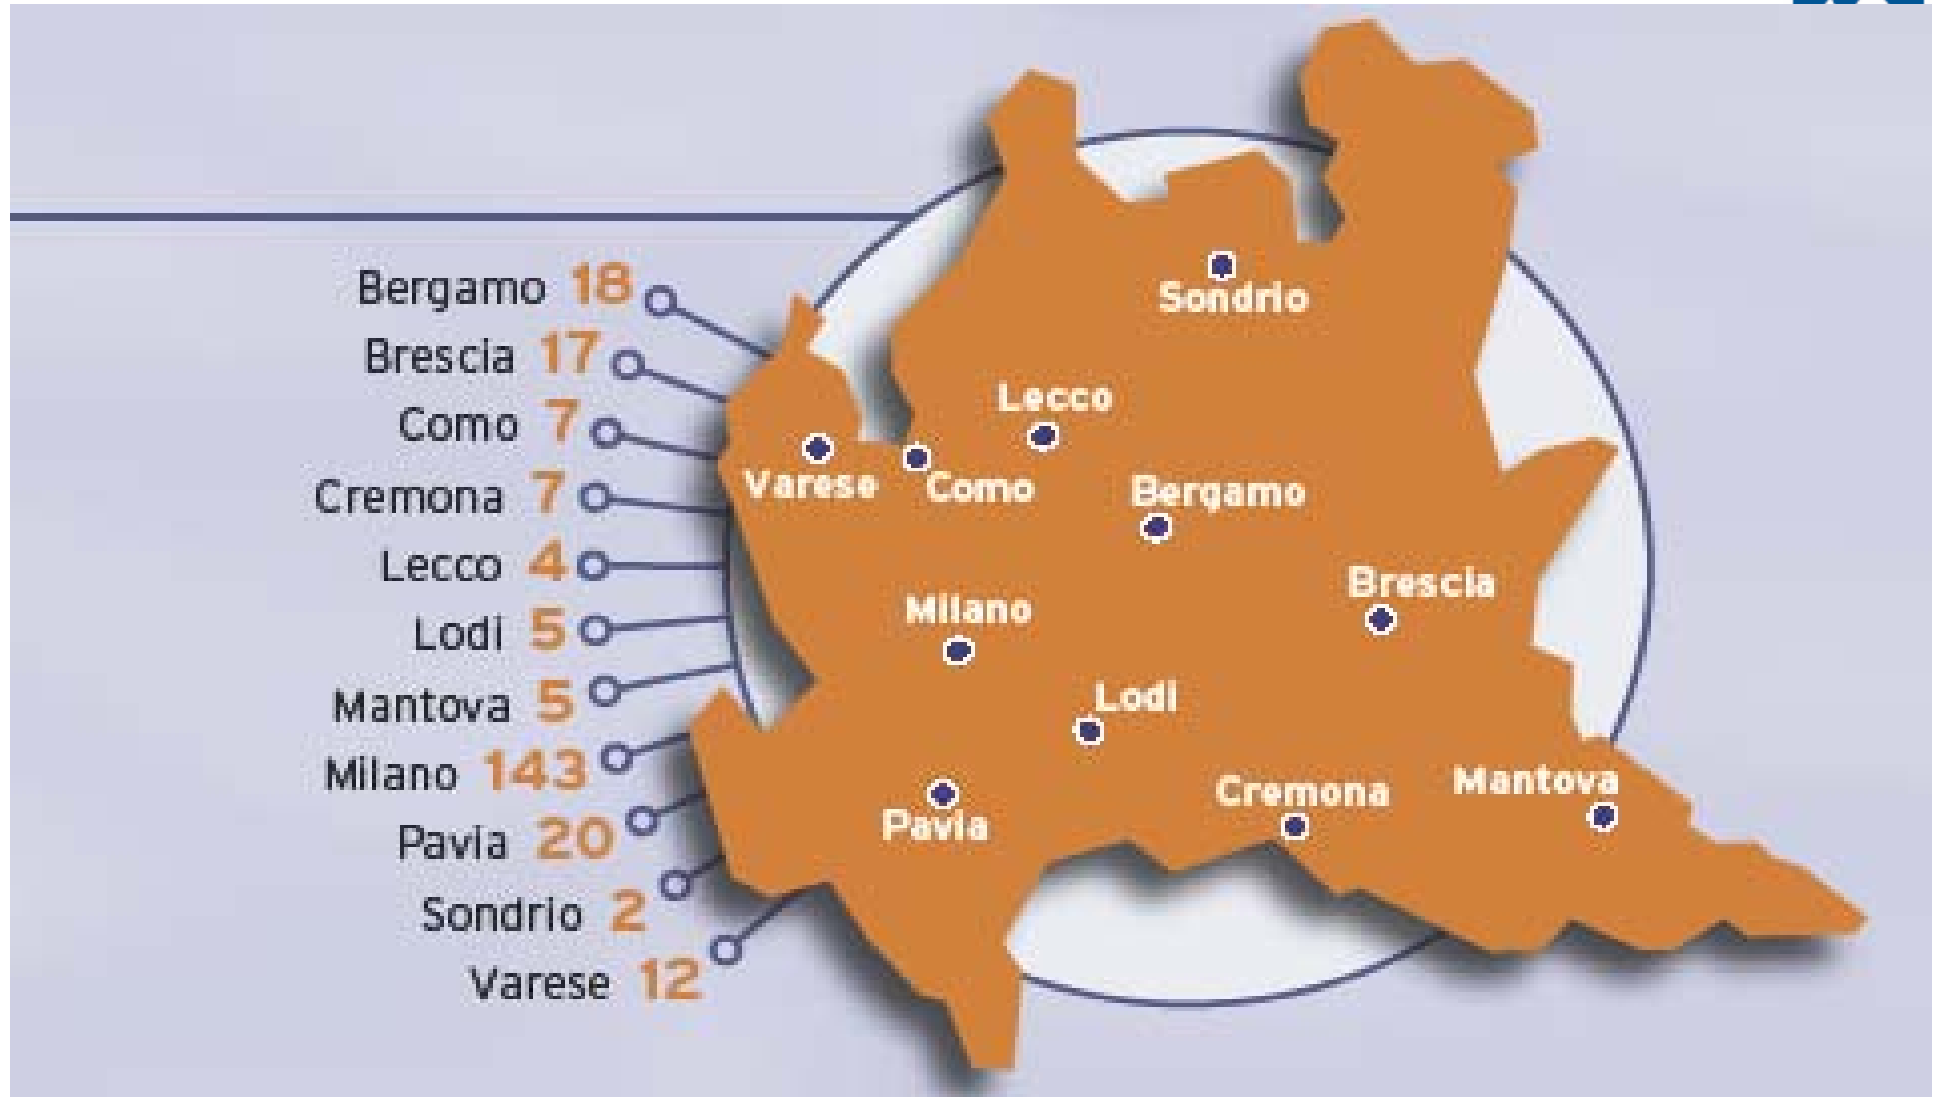 Bergamo 18
Brescia 17
Como 7
Cremona 7
Lecco 4
Lodi 5
Mantova 5
Milano 143
Pavia 20
Sondrio 2
Varese 12
Sondrio
Lecco
Varese
Como
Bergamo
Brescia
Milano
Lodi
Mantova
Cremona
Pavia